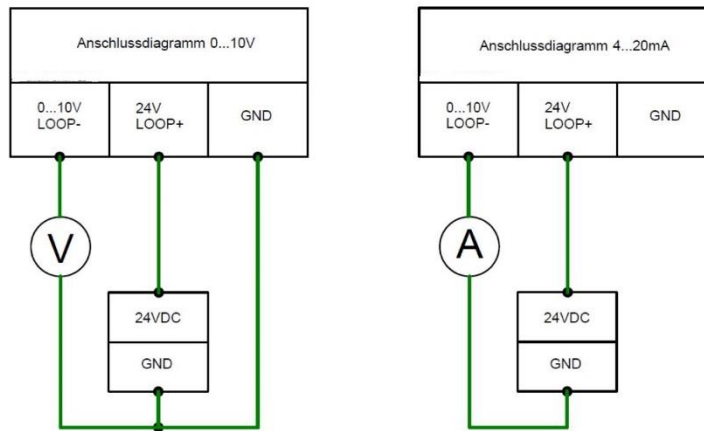 Anschlussdiagramm 0...10V
0...10V
LOOP-
24V
LOOP+
GND
V
24VDC
GND
Anschlussdiagramm 4...20mA
0...10V
LOOP-
24V
LOOP+
GND
A
24VDC
GND